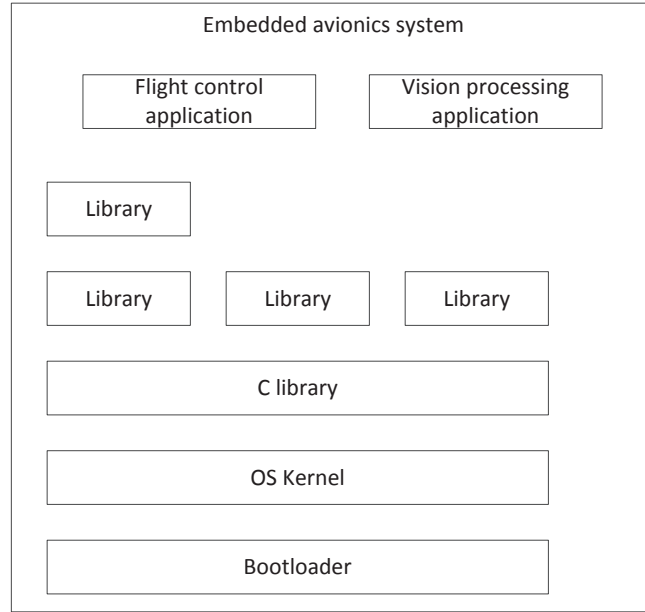 Embedded avionics system
Flight control
application
Vision processing
application
Library
Library
Library
Library
C library
OS Kernel
Bootloader